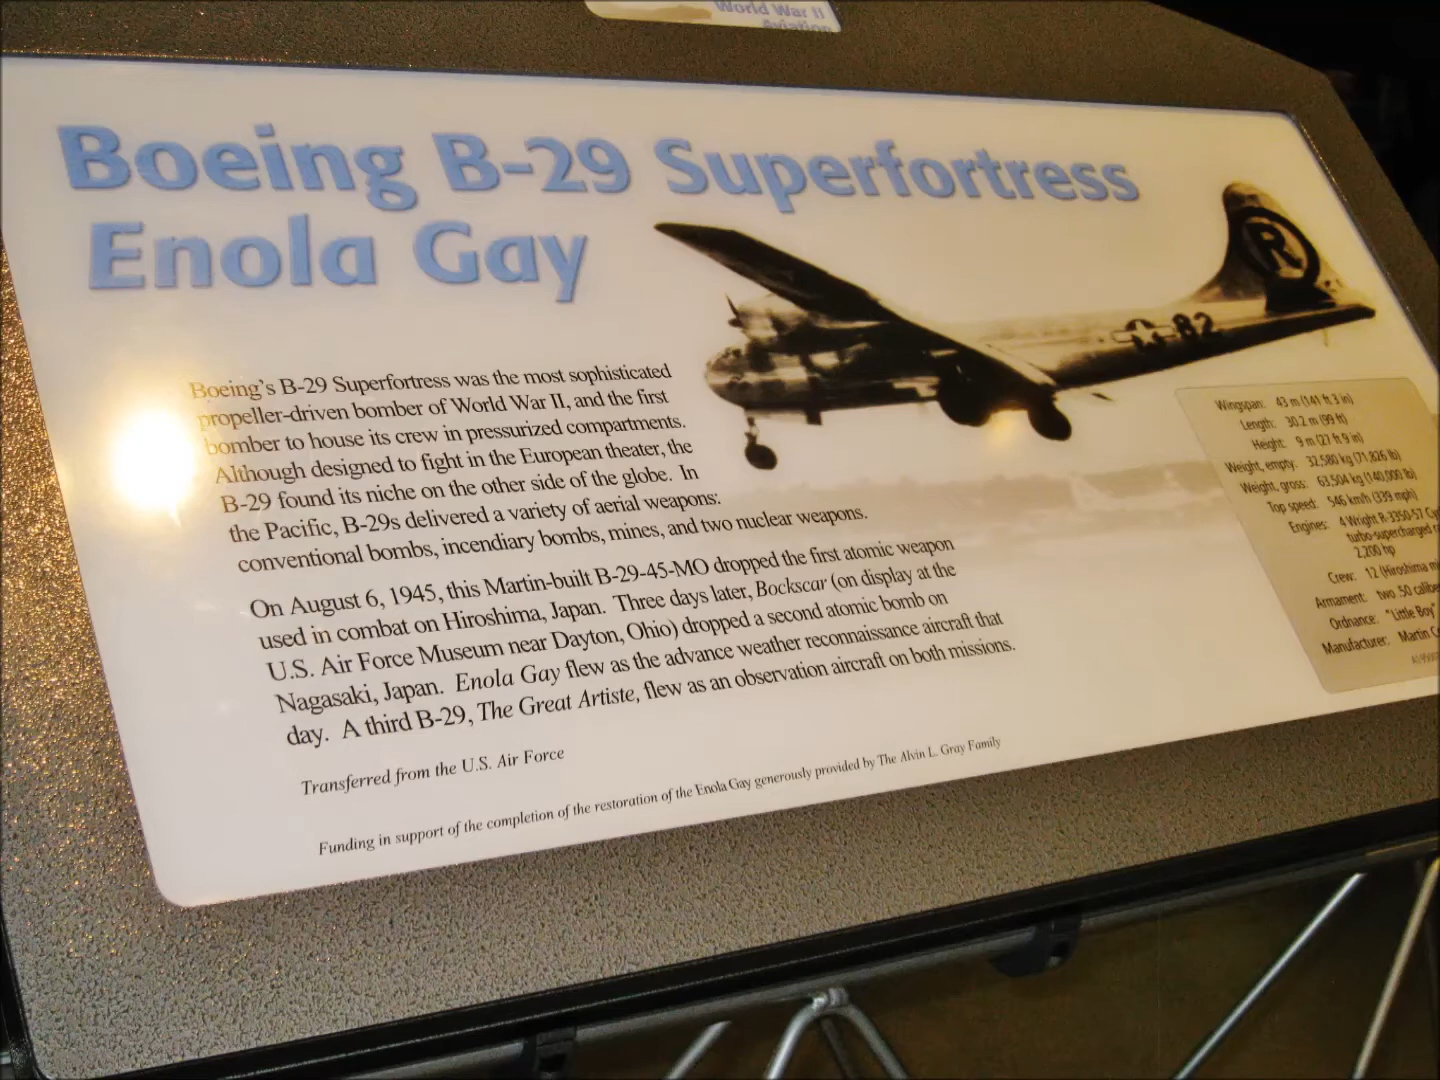 World War II
Aviation
Boeing B-29 Superfortress
Enola Gay
R
82
Boeing's B-29 Superfortress was the most sophisticated
propeller-driven bomber of World War II, and the first
bomber to house its crew in pressurized compartments.
Although designed to fight in the European theater, the
B-29 found its niche on the other side of the globe. In
the Pacific, B-29s delivered a variety of aerial weapons:
conventional bombs, incendiary bombs, mines, and two nuclear weapons.
On August 6, 1945, this Martin-built B-29-45-MO dropped the first atomic weapon
used in combat on Hiroshima, Japan. Three days later, Bockscar (on display at the
U.S. Air Force Museum near Dayton, Ohio) dropped a second atomic bomb on
Nagasaki, Japan. Enola Gay flew as the advance weather reconnaissance aircraft that
day. A third B-29, The Great Artiste, flew as an observation aircraft on both missions.
Transferred from the U.S. Air Force
Funding in support of the completion of the restoration of the Enola Gay generously provided by The Alvin L. Gray Family
Wingspan: 43 m (141 ft 3 in)
Length: 30.2 m (99 ft)
Height: 9 m (27 ft 9 in)
Weight, empty: 32,580 kg (71,826 lb)
Weight, gross: 63,504 kg (140,000 lb)
Top speed: 546 km/h (339 mph)
Engines: 4 Wright R-3350-57
turbo-supercharged
2,200 hp
Crew: 12 (Hiroshima
Armament: two .50
Ordnance: "Little Boy"
Manufacturer: Martin